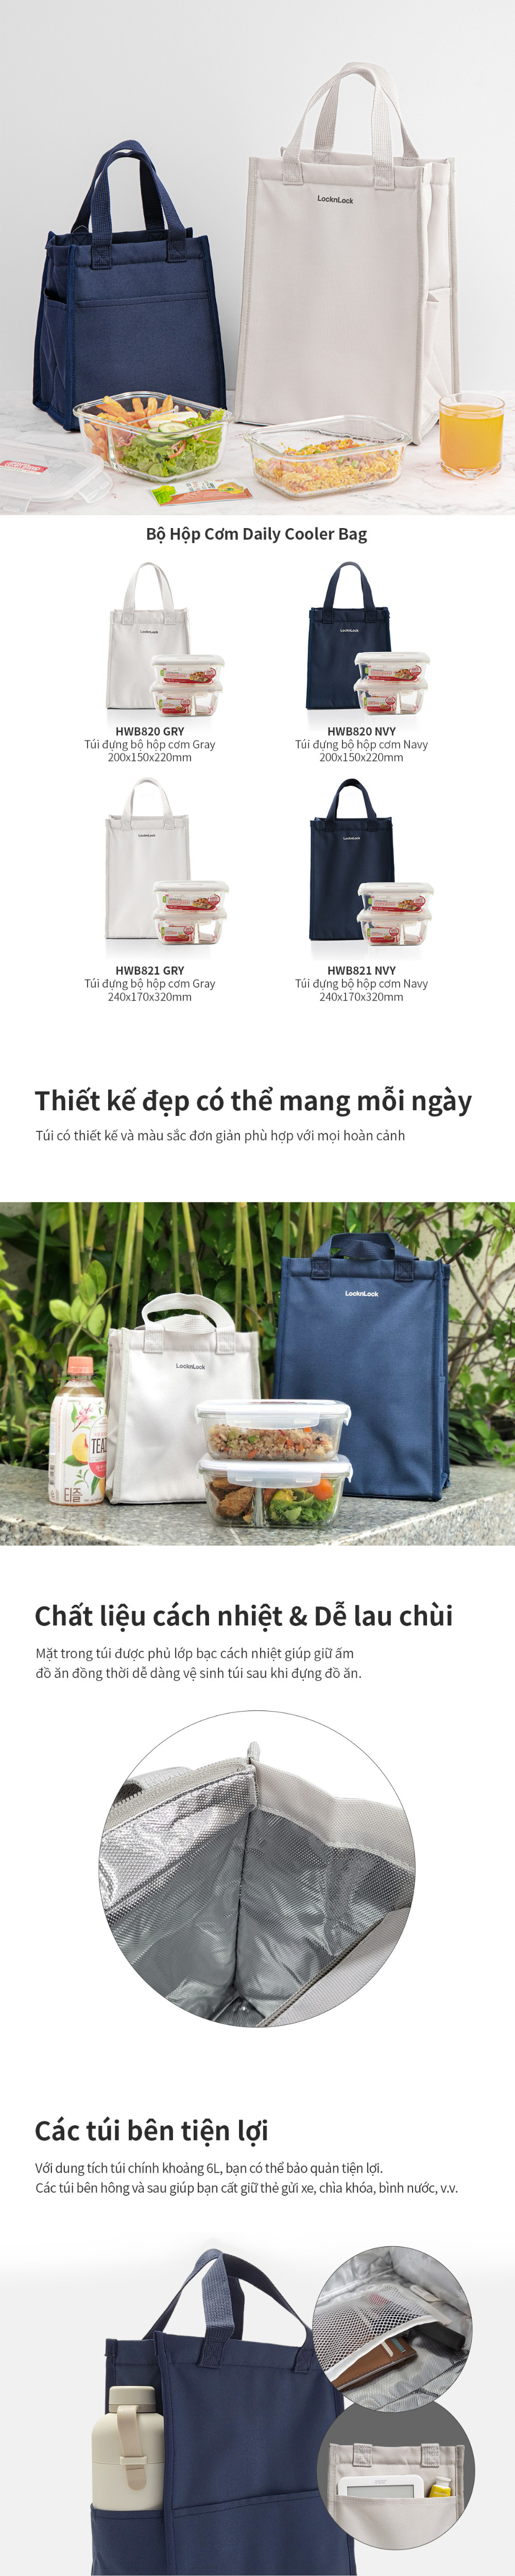 LocknLock
Bộ Hộp Cơm Daily Cooler Bag
LocknLock
LocknLock
HWB820 GRY
Túi đựng bộ hộp cơm Gray
200x150x220mm
HWB820 NVY
Túi đựng bộ hộp cơm Navy
200x150x220mm
LocknLock
LocknLock
HWB821 GRY
Túi đựng bộ hộp cơm Gray
240x170x320mm
HWB821 NVY
Túi đựng bộ hộp cơm Navy
240x170x320mm
Thiết kế đẹp có thể mang mỗi ngày
Túi có thiết kế và màu sắc đơn giản phù hợp với mọi hoàn cảnh
LocknLock
LocknLock
TEA
티즐
Chất liệu cách nhiệt & Dễ lau chùi
Mặt trong túi được phủ lớp bạc cách nhiệt giúp giữ ấm
đồ ăn đồng thời dễ dàng vệ sinh túi sau khi đựng đồ ăn.
Các túi bên tiện lợi
Với dung tích túi chính khoảng 6L, bạn có thể bảo quản tiện lợi.
Các túi bên hông và sau giúp bạn cất giữ thẻ gửi xe, chìa khóa, bình nước, v.v.